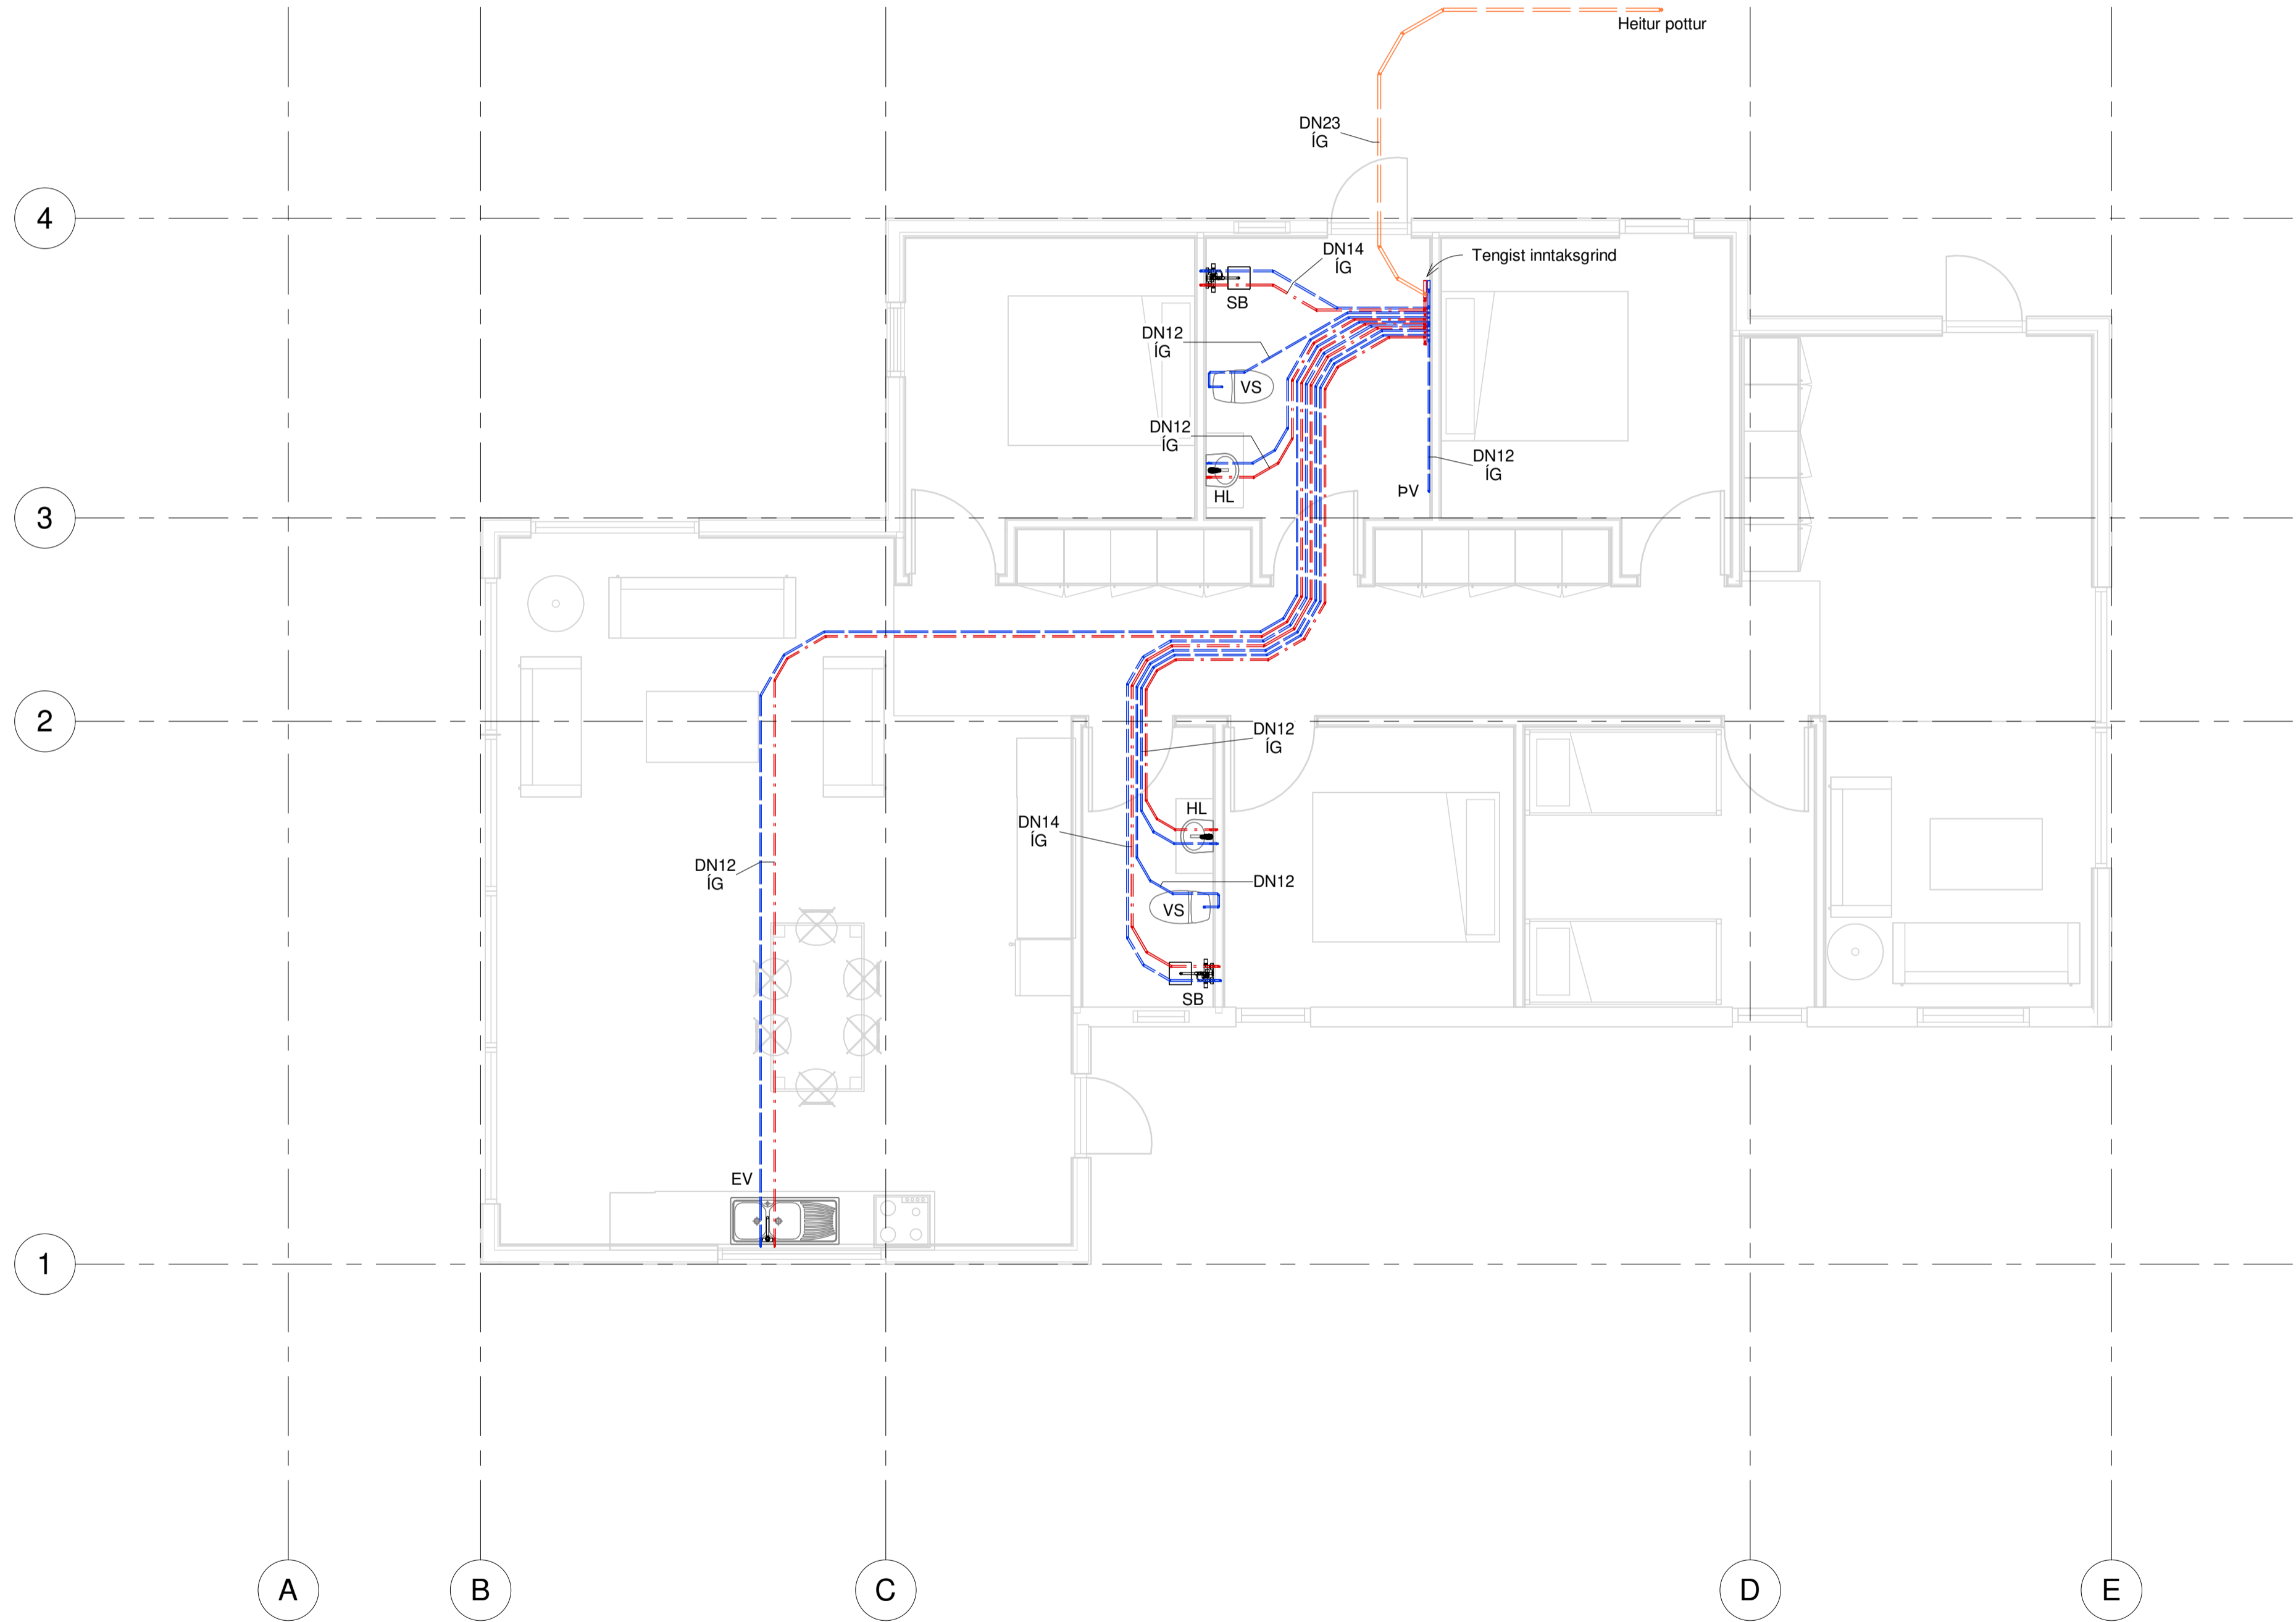 Heitur pottur
DN23
ÍG
4
DN14
ÍG
Tengist inntaksgrind
SB
DN12
ÍG
VS
DN12
ÍG
DN12
ÍG
HL
ÞV
3
2
DN12
ÍG
HL
DN14
ÍG
DN12
ÍG
DN12
VS
SB
EV
1
A
B
C
D
E